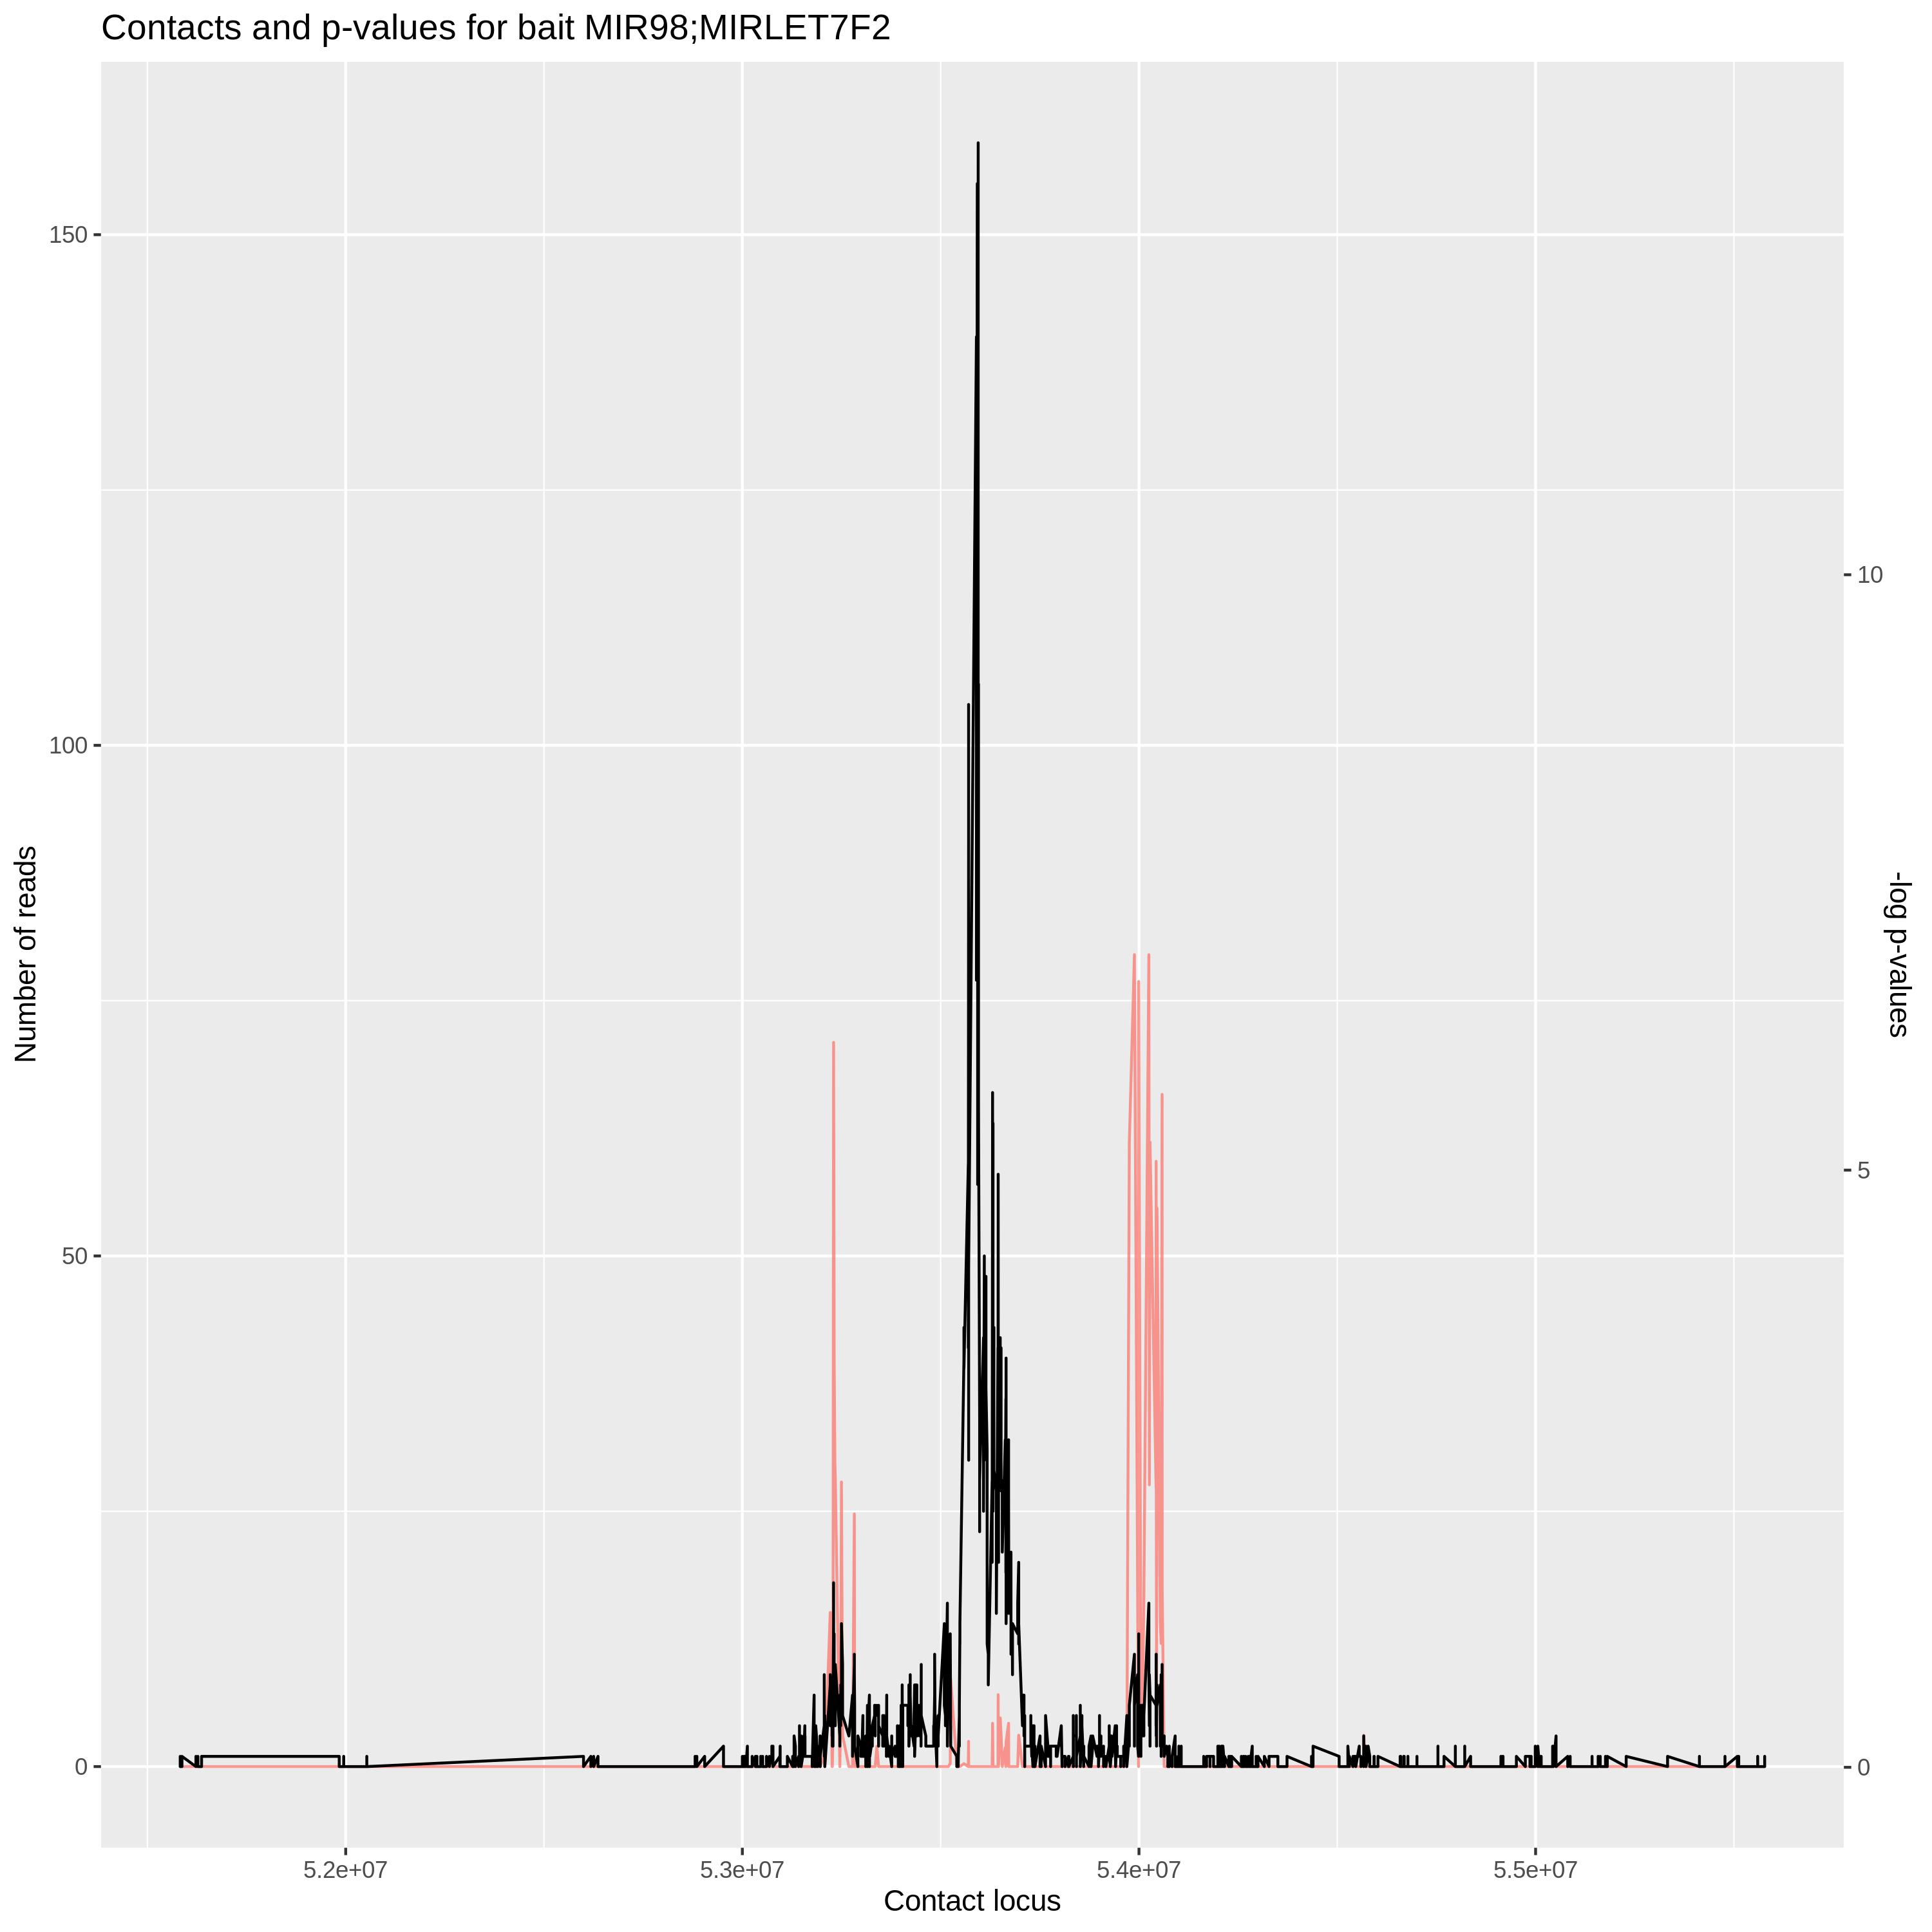 Contacts and p-values for bait MIR98;MIRLET7F2
150
100
50
0
Number of reads
10
5
0
-log p-values
5.2e+07
5.3e+07
5.4e+07
5.5e+07
Contact locus